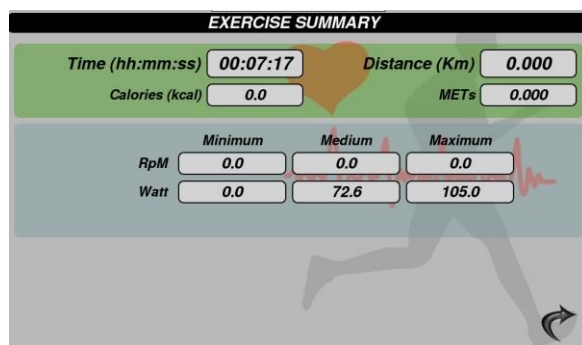 EXERCISE SUMMARY
Time (hh:mm:ss) 00:07:17 Distance (Km) 0.000
Calories (kcal) 0.0 METs 0.000
Minimum Medium Maximum
RpM 0.0 0.0 0.0
Watt 0.0 72.6 105.0